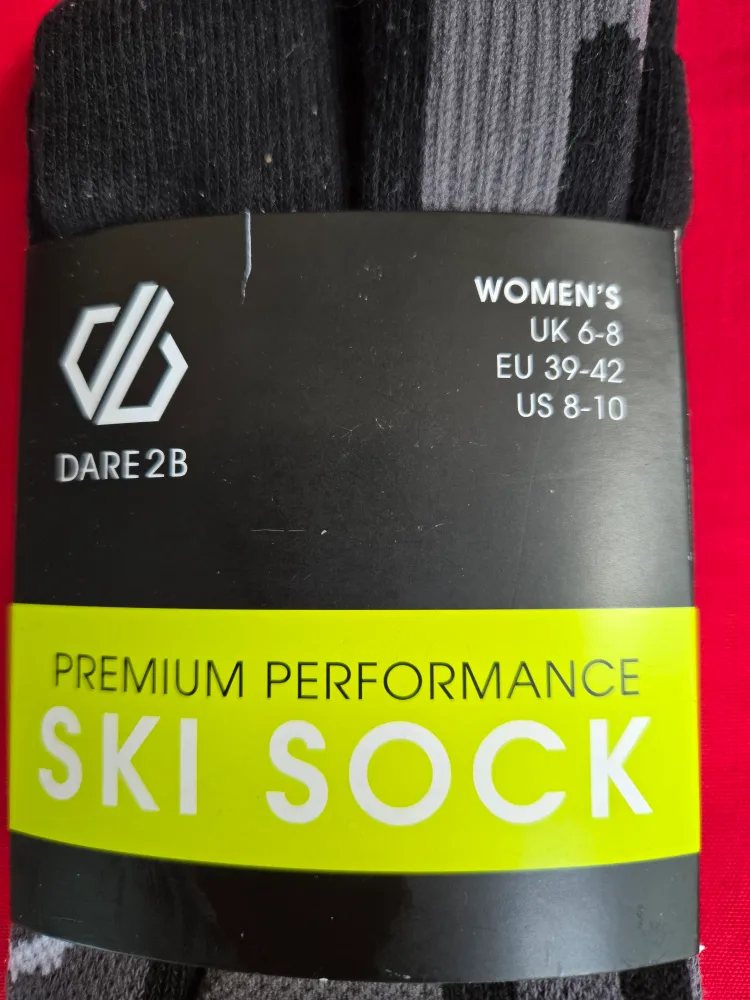 DARE 2B
WOMEN'S
UK 6-8
EU 39-42
US 8-10
PREMIUM PERFORMANCE
SKI SOCK